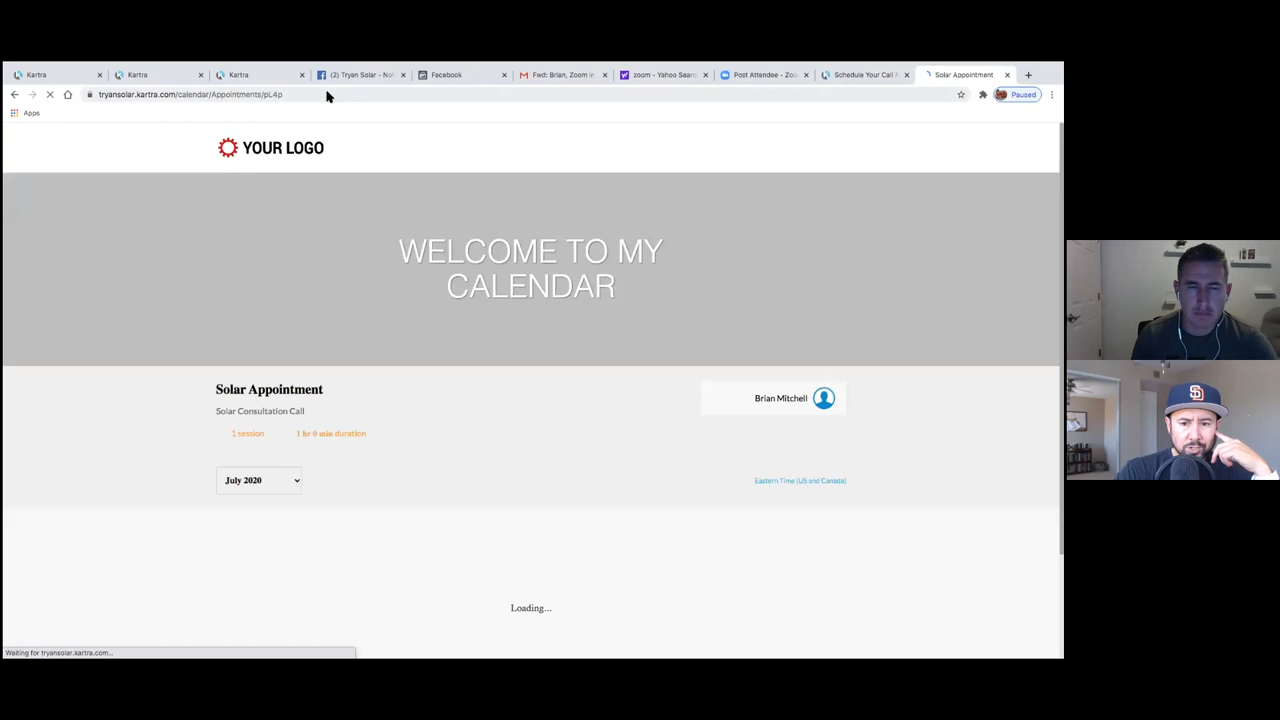 Kartra
Kartra
Kartra
(2) Tryan Solar - Not
Facebook
Fwd: Brian, Zoom in
zoom - Yahoo Searc
Post Attendee - Zoo
Schedule Your Call
Solar Appointment
tryansolar.kartra.com/calendar/Appointments/pL4p
Paused
Apps
YOUR LOGO
WELCOME TO MY
CALENDAR
Solar Appointment
Solar Consultation Call
Brian Mitchell
1 session
1 hr 0 min duration
July 2020
Eastern Time (US and Canada)
Loading...
Waiting for tryansolar.kartra.com...